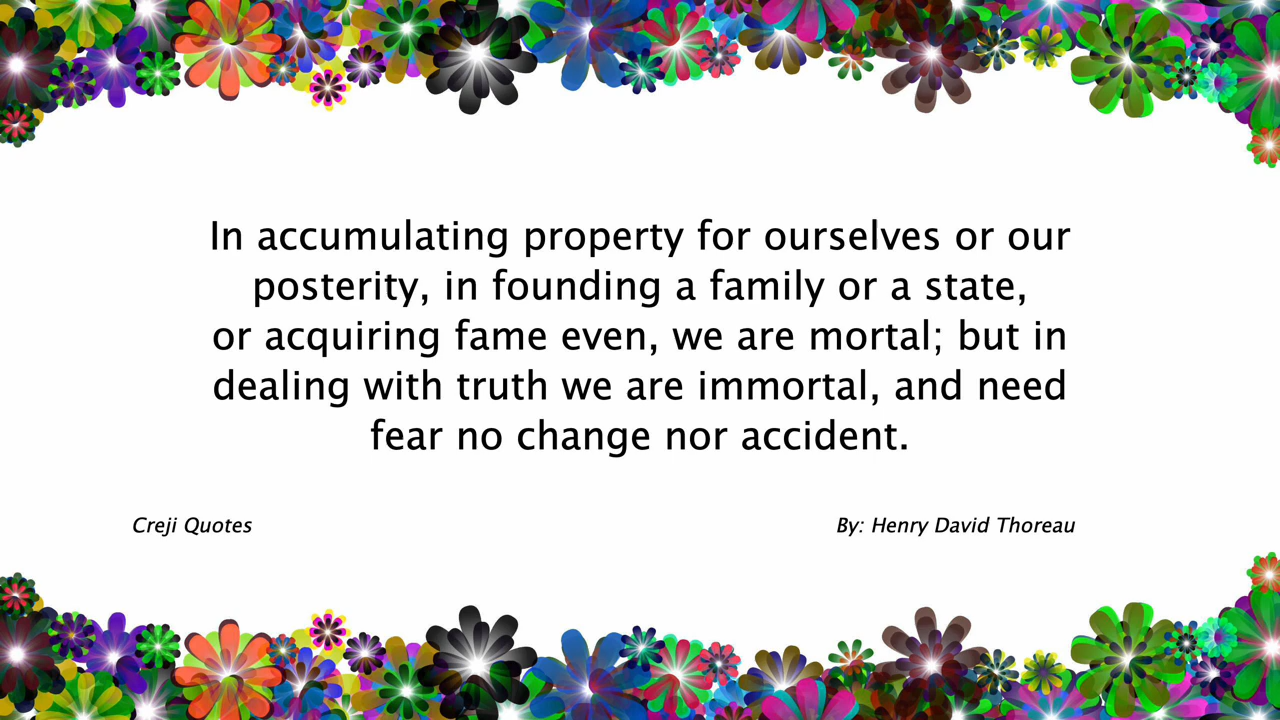 In accumulating property for ourselves or our
posterity, in founding a family or a state,
or acquiring fame even, we are mortal; but in
dealing with truth we are immortal, and need
fear no change nor accident.
Creji Quotes
By: Henry David Thoreau